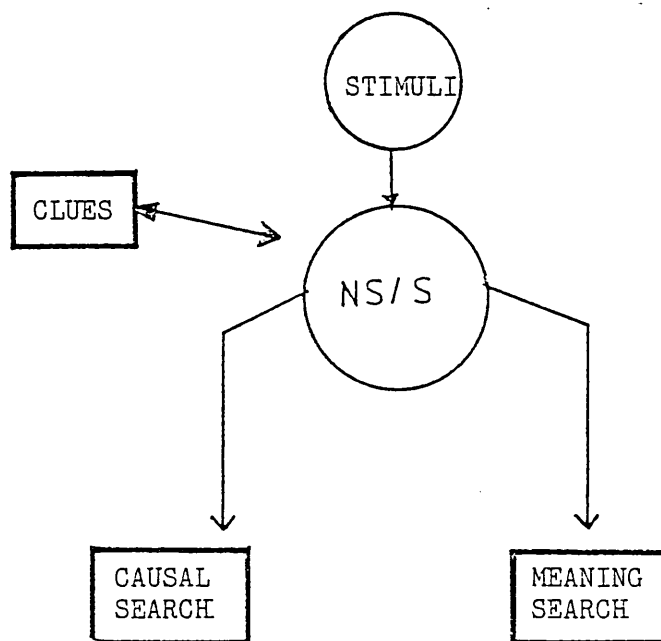 STIMULI
CLUES
NS/S
CAUSAL
SEARCH
MEANING
SEARCH